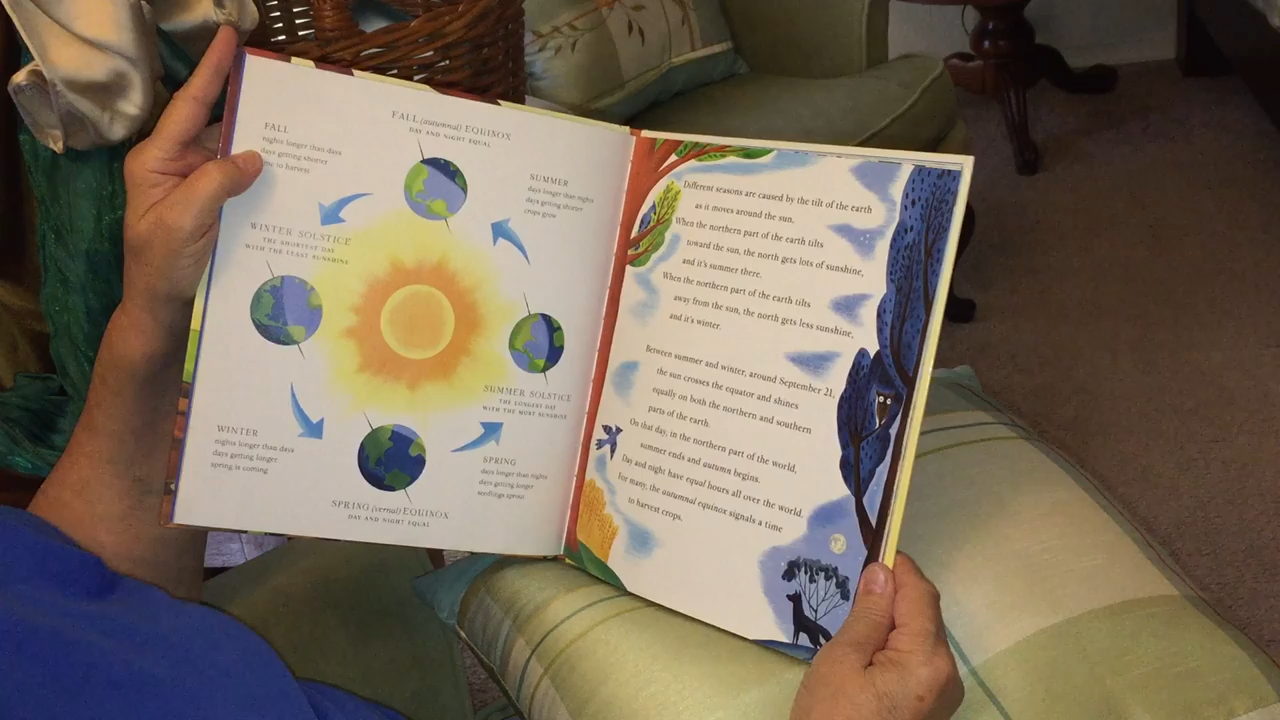 FALL (autumnal) EQUINOX
DAY AND NIGHT EQUAL
FALL
nights longer than days
days getting shorter
to harvest
SUMMER
days longer than nights
days getting shorter
crops grow
WINTER SOLSTICE
THE SHORTEST DAY
WITH THE LEAST SUNSHINE
SUMMER SOLSTICE
THE LONGEST DAY
WITH THE MOST SUNSHINE
WINTER
nights longer than days
days getting longer
spring is coming
SPRING
days longer than nights
days getting longer
seedlings sprout
SPRING (vernal) EQUINOX
DAY AND NIGHT EQUAL
Different seasons are caused by the tilt of the earth
as it moves around the sun.
When the northern part of the earth tilts
toward the sun, the north gets lots of sunshine,
and it's summer there.
When the northern part of the earth tilts
away from the sun, the north gets less sunshine,
and it's winter.
Between summer and winter, around September 21,
the sun crosses the equator and shines
equally on both the northern and southern
parts of the earth.
On that day, in the northern part of the world,
summer ends and autumn begins.
Day and night have equal hours all over the world.
For many, the autumnal equinox signals a time
to harvest crops.